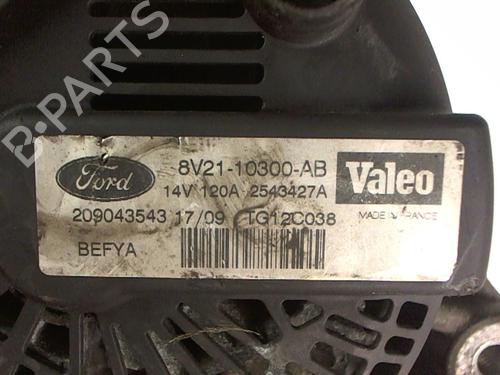 B-PARTS
Ford
8V21-10300-AB
14V 120A 2543427A
Valeo
MADE IN FRANCE
209043543 17/09 TG12C038
BEFYA